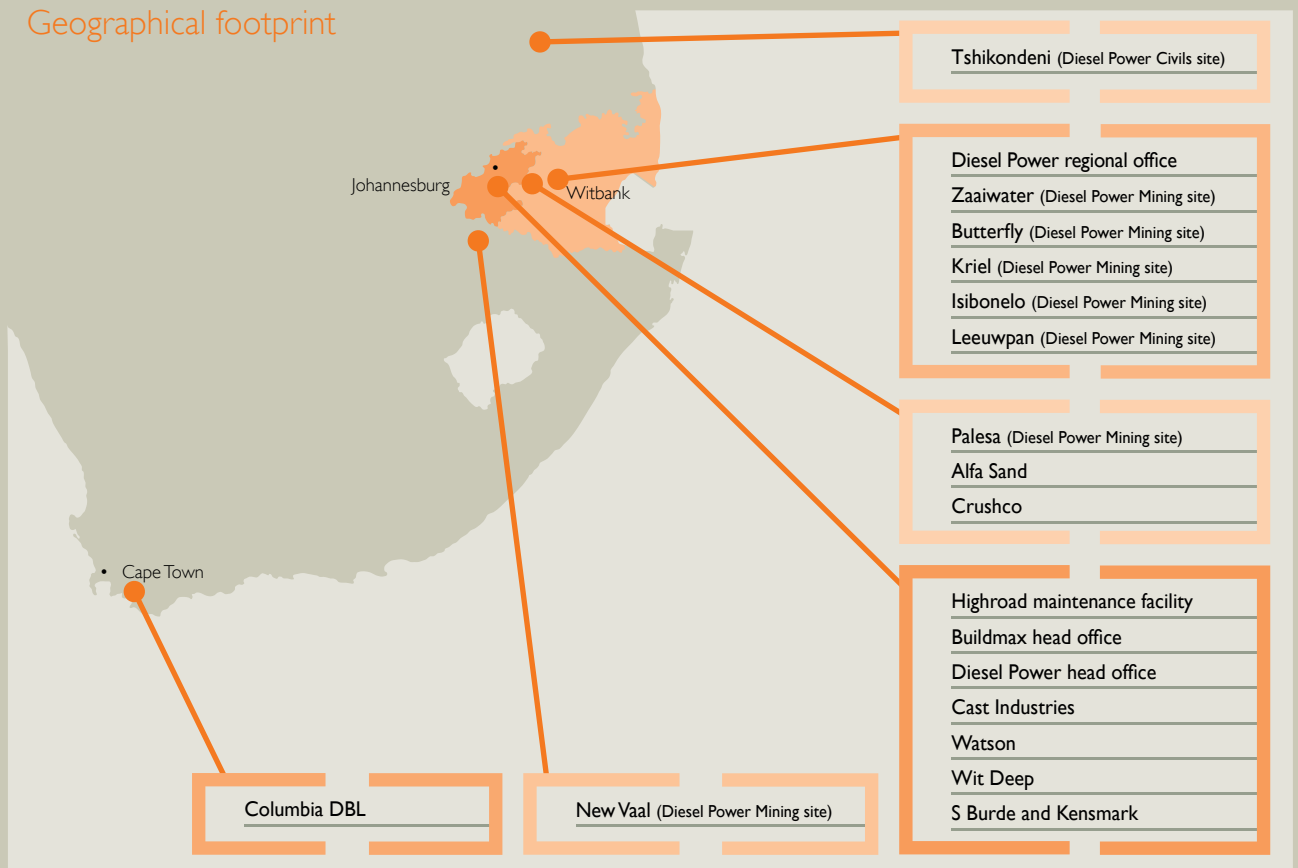 Geographical footprint
Tshikondeni (Diesel Power Civils site)
Diesel Power regional office
Zaaiwater (Diesel Power Mining site)
Butterfly (Diesel Power Mining site)
Kriel (Diesel Power Mining site)
Isibonelo (Diesel Power Mining site)
Leeuwpan (Diesel Power Mining site)
Johannesburg
Witbank
Palesa (Diesel Power Mining site)
Alfa Sand
Crushco
Cape Town
Highroad maintenance facility
Buildmax head office
Diesel Power head office
Cast Industries
Watson
Wit Deep
S Burde and Kensmark
Columbia DBL
New Vaal (Diesel Power Mining site)